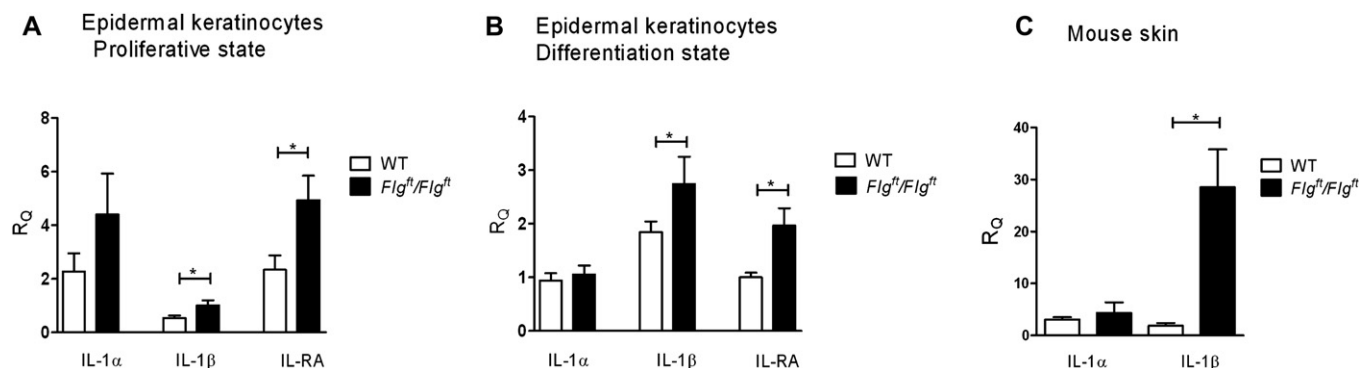 A
Epidermal keratinocytes
Proliferative state
8
6
4
2
0
RQ
*
*
IL-1α
IL-1β
IL-RA
WT
Flgft/Flgft
B
Epidermal keratinocytes
Differentiation state
4
3
2
1
0
RQ
*
*
IL-1α
IL-1β
IL-RA
WT
Flgft/Flgft
C
Mouse skin
40
30
20
10
0
RQ
*
IL-1α
IL-1β
WT
Flgft/Flgft